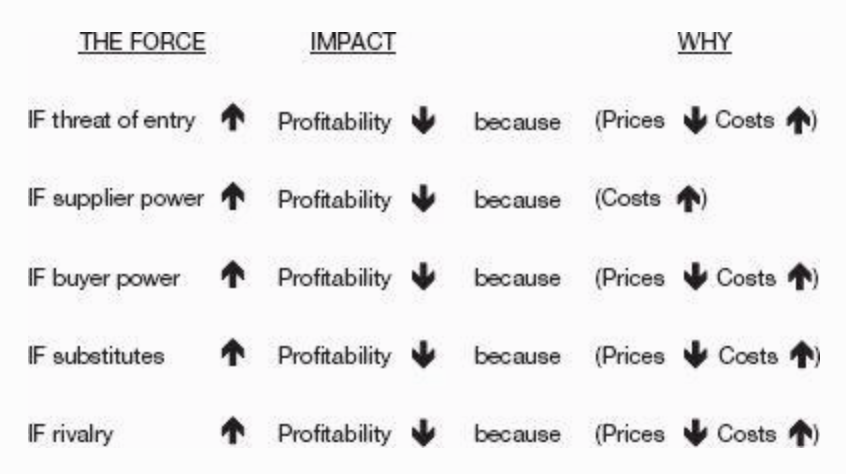 THE FORCE IMPACT WHY
IF threat of entry ↑ Profitability ↓ because (Prices ↓ Costs ↑)
IF supplier power ↑ Profitability ↓ because (Costs ↑)
IF buyer power ↑ Profitability ↓ because (Prices ↓ Costs ↑)
IF substitutes ↑ Profitability ↓ because (Prices ↓ Costs ↑)
IF rivalry ↑ Profitability ↓ because (Prices ↓ Costs ↑)